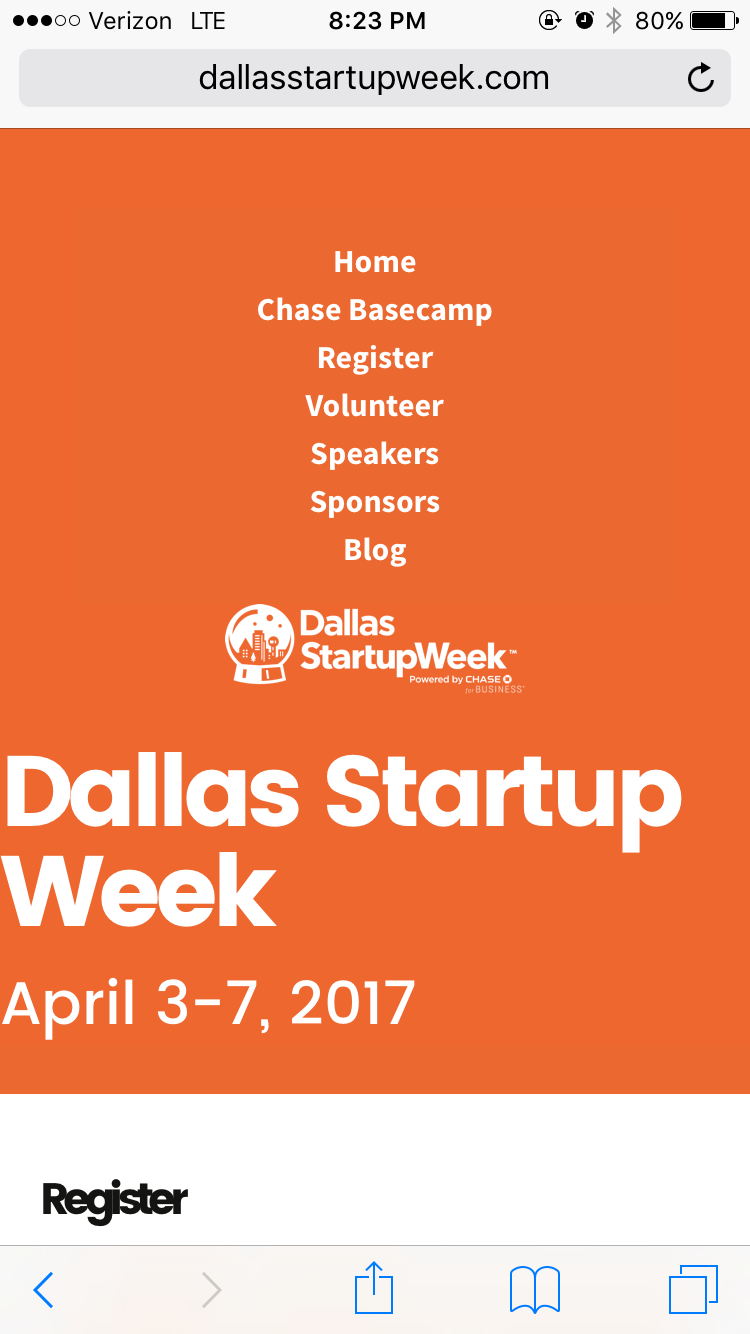 Verizon LTE 8:23 PM 80%
dallasstartupweek.com
Home
Chase Basecamp
Register
Volunteer
Speakers
Sponsors
Blog
Dallas
StartupWeek™
Powered by CHASE
for BUSINESS®
Dallas Startup
Week
April 3-7, 2017
Register